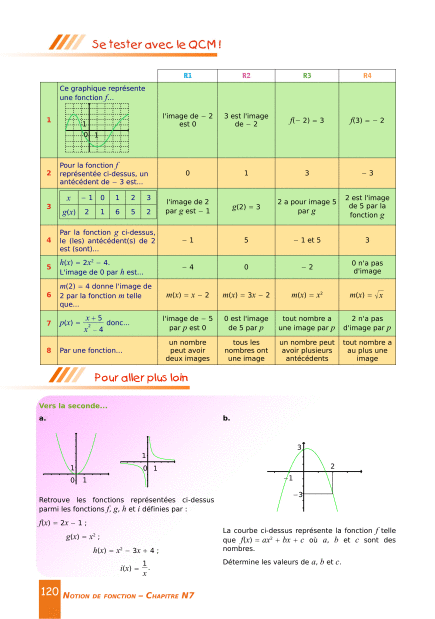 Se tester avec le QCM !
R1 R2 R3 R4
1 Ce graphique représente
une fonction f...
1
0 1
l'image de − 2
est 0
3 est l'image
de − 2
f(− 2) = 3
f(3) = − 2
2 Pour la fonction f
représentée ci-dessus, un
antécédent de − 3 est...
0 1 3 − 3
3
x − 1 0 1 2 3
g(x) 2 1 6 5 2
l'image de 2
par g est − 1
g(2) = 3
2 a pour image 5
par g
2 est l'image
de 5 par la
fonction g
4 Par la fonction g ci-dessus,
le (les) antécédent(s) de 2
est (sont)...
− 1 5 − 1 et 5 3
5 h(x) = 2x² − 4.
L'image de 0 par h est...
− 4 0 − 2
0 n'a pas
d'image
6 m(2) = 4 donne l'image de
2 par la fonction m telle
que...
m(x) = x − 2 m(x) = 3x − 2 m(x) = x² m(x) = √x
7 p(x) = (x + 5)/(x² − 4) donc...
l'image de − 5
par p est 0
0 est l'image
de 5 par p
tout nombre a
une image par p
2 n'a pas
d'image par p
8 Par une fonction...
un nombre
peut avoir
deux images
tous les
nombres ont
une image
un nombre peut
avoir plusieurs
antécédents
tout nombre a
au plus une
image
Pour aller plus loin
Vers la seconde...
a.
1
0 1
1
0 1
Retrouve les fonctions représentées ci-dessus
parmi les fonctions f, g, h et i définies par :
f(x) = 2x − 1 ;
g(x) = x² ;
h(x) = x² − 3x + 4 ;
i(x) = 1/x.
b.
3
2
−1
−3
La courbe ci-dessus représente la fonction f telle
que f(x) = ax² + bx + c où a, b et c sont des
nombres.
Détermine les valeurs de a, b et c.
120 NOTION DE FONCTION – CHAPITRE N7